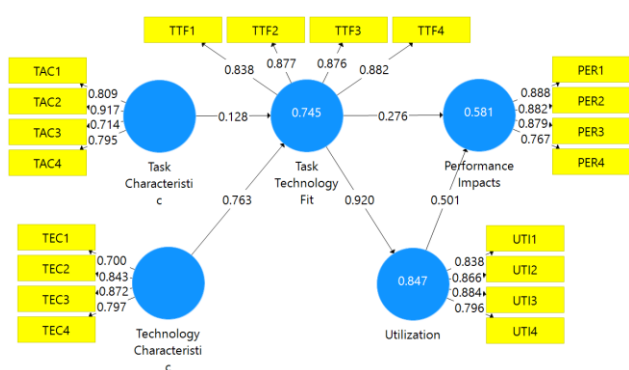 TTF1
TTF2
TTF3
TTF4
0.838
0.877
0.876
0.882
TAC1
TAC2
TAC3
TAC4
0.809
0.917
0.714
0.795
Task
Characteristi
c
0.128
0.745
Task
Technology
Fit
0.276
0.581
Performance
Impacts
0.888
0.882
0.879
0.767
PER1
PER2
PER3
PER4
0.763
0.920
0.501
TEC1
TEC2
TEC3
TEC4
0.700
0.843
0.872
0.797
Technology
Characteristi
c
0.847
Utilization
0.838
0.866
0.884
0.796
UTI1
UTI2
UTI3
UTI4